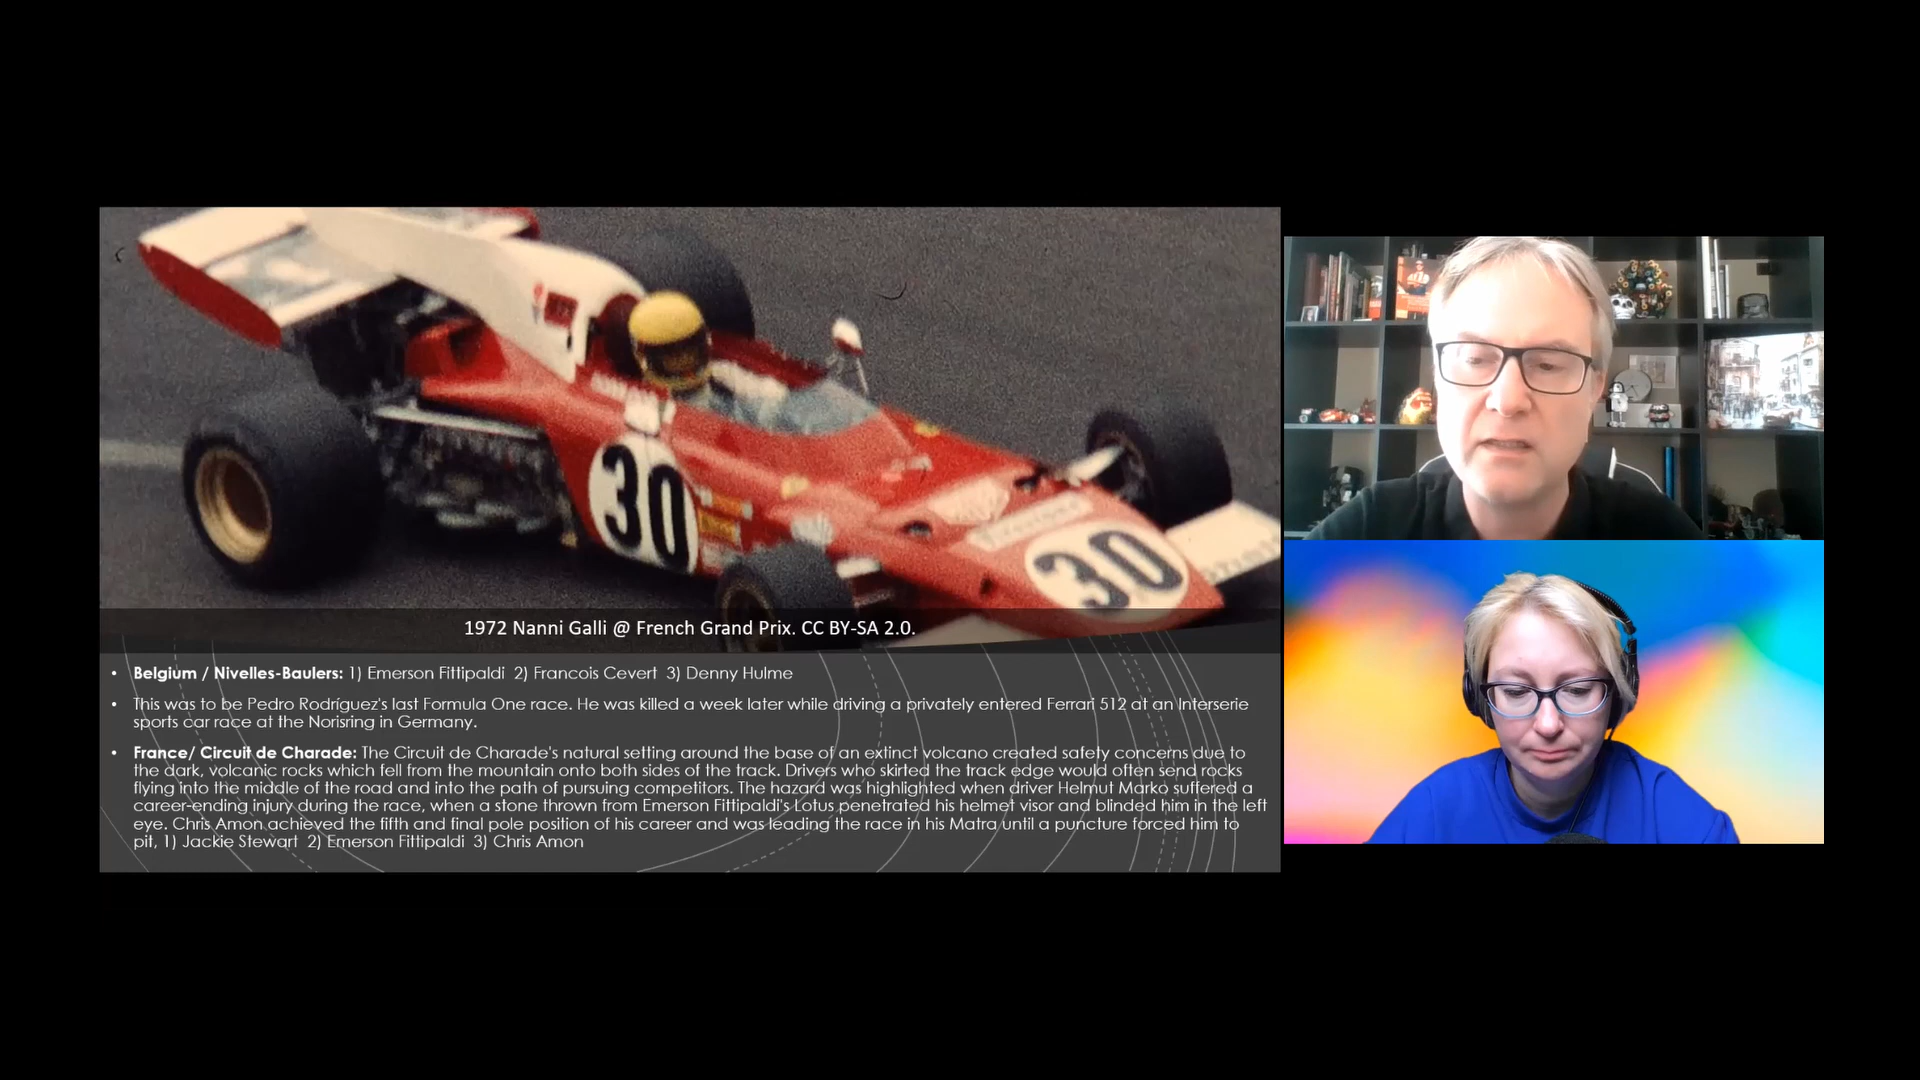 30
30
1972 Nanni Galli @ French Grand Prix. CC BY-SA 2.0.
• Belgium / Nivelles-Baulers: 1) Emerson Fittipaldi 2) Francois Cevert 3) Denny Hulme
• This was to be Pedro Rodríguez's last Formula One race. He was killed a week later while driving a privately entered Ferrari 512 at an Interserie
sports car race at the Norisring in Germany.
• France/ Circuit de Charade: The Circuit de Charade's natural setting around the base of an extinct volcano created safety concerns due to
the dark, volcanic rocks which fell from the mountain onto both sides of the track. Drivers who skirted the track edge would often send rocks
flying into the middle of the road and into the path of pursuing competitors. The hazard was highlighted when driver Helmut Marko suffered a
career-ending injury during the race, when a stone thrown from Emerson Fittipaldi's Lotus penetrated his helmet visor and blinded him in the left
eye. Chris Amon achieved the fifth and final pole position of his career and was leading the race in his Matra until a puncture forced him to
pit, 1) Jackie Stewart 2) Emerson Fittipaldi 3) Chris Amon